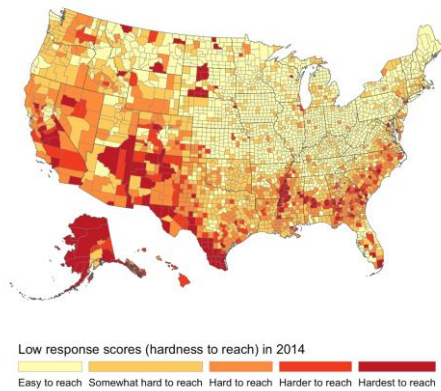 Low response scores (hardness to reach) in 2014
Easy to reach Somewhat hard to reach Hard to reach Harder to reach Hardest to reach